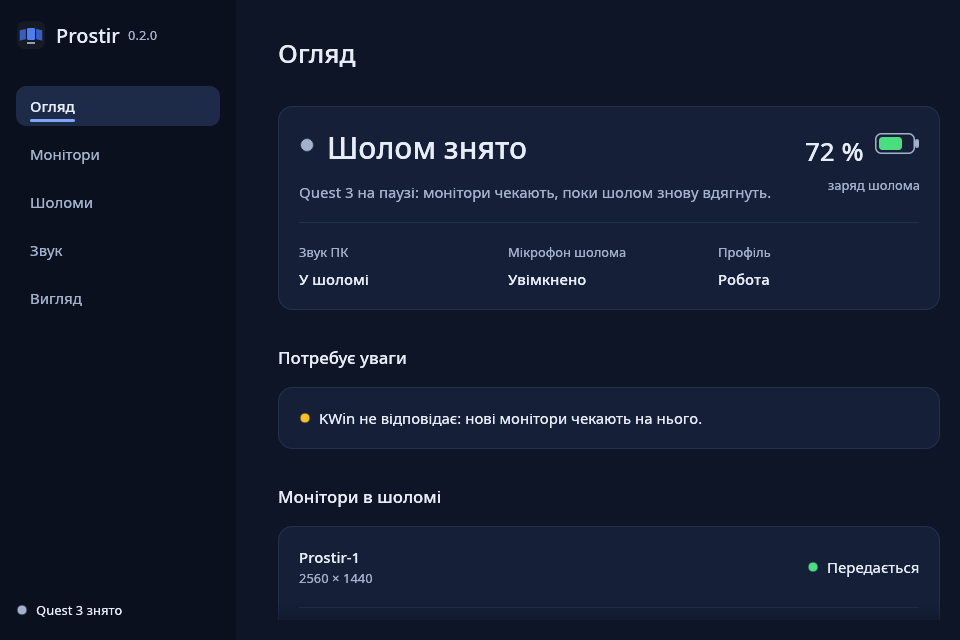 Prostir 0.2.0
Огляд
Монітори
Шоломи
Звук
Вигляд
Quest 3 знято
Огляд
Шолом знято
72 %
заряд шолома
Quest 3 на паузі: монітори чекають, поки шолом знову вдягнуть.
Звук ПК
У шоломі
Мікрофон шолома
Увімкнено
Профіль
Робота
Потребує уваги
KWin не відповідає: нові монітори чекають на нього.
Монітори в шоломі
Prostir-1
2560 × 1440
Передається